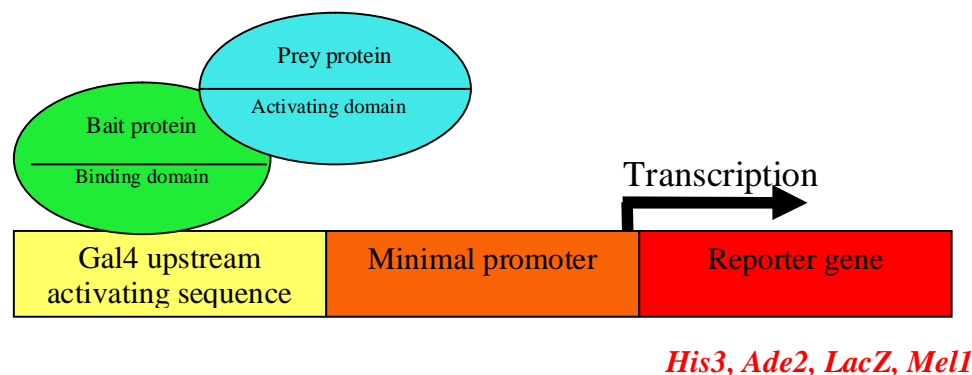 Prey protein
Activating domain
Bait protein
Binding domain
Transcription
Gal4 upstream
activating sequence
Minimal promoter
Reporter gene
His3, Ade2, LacZ, Mel1